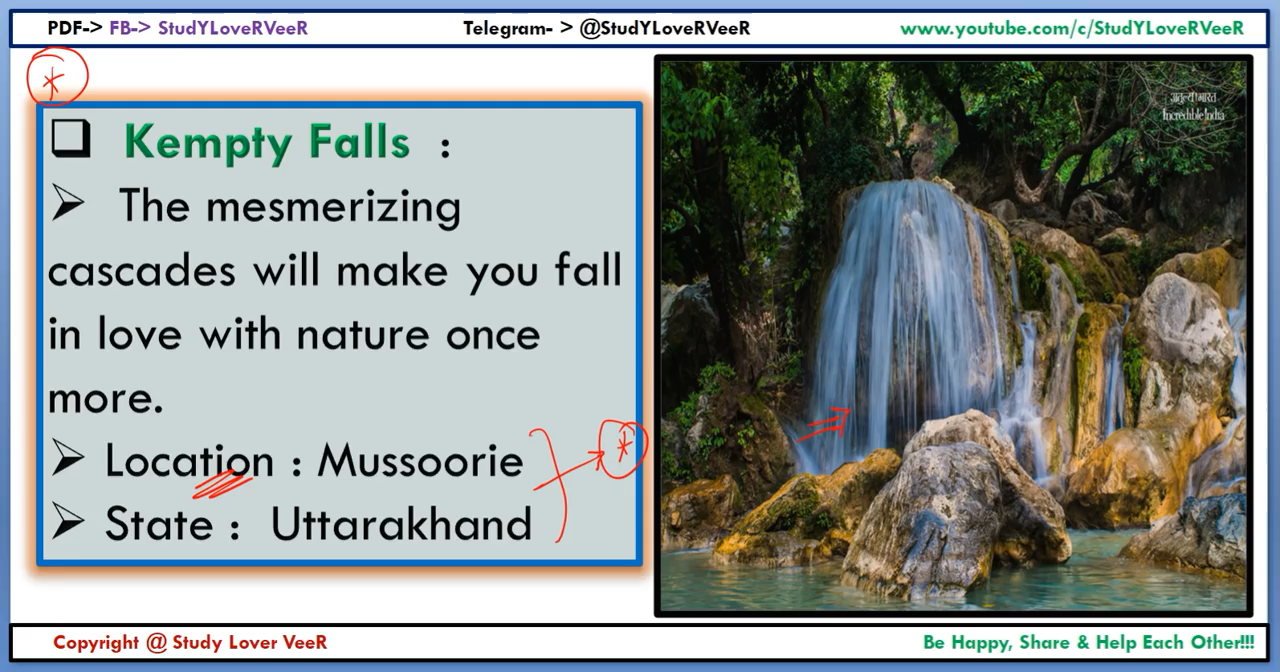 PDF-> FB-> StudYLoveRVeeR
Telegram- > @StudYLoveRVeeR
www.youtube.com/c/StudYLoveRVeeR
Kempty Falls :
The mesmerizing
cascades will make you fall
in love with nature once
more.
Location : Mussoorie
State : Uttarakhand
अतुल्य भारत
Incredible India
Copyright @ Study Lover VeeR
Be Happy, Share & Help Each Other!!!